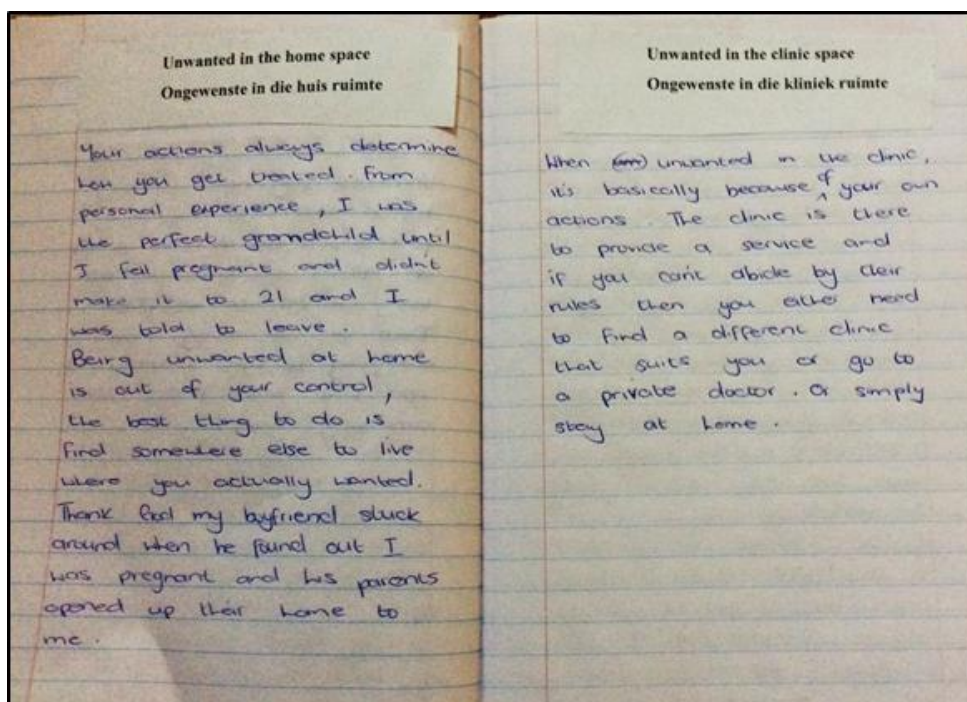 Unwanted in the home space
Ongewenste in die huis ruimte
Your actions always determine
how you get treated. From
personal experience, I was
the perfect grandchild until
I fell pregnant and didn't
make it to 21 and I
was told to leave.
Being unwanted at home
is out of your control,
the best thing to do is
find somewhere else to live
where you actually wanted.
Thank God my boyfriend stuck
around when he found out I
was pregnant and his parents
opened up their home to
me.
Unwanted in the clinic space
Ongewenste in die kliniek ruimte
When unwanted in the clinic,
it's basically because of your own
actions. The clinic is there
to provide a service and
if you can't abide by their
rules then you either need
to find a different clinic
that suits you or go to
a private doctor. Or simply
stay at home.